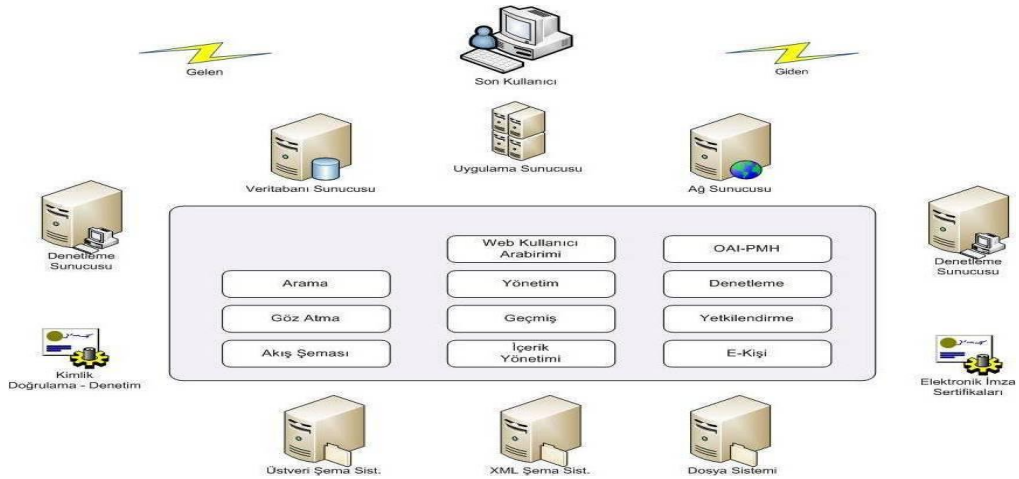 Gelen
Son Kullanıcı
Giden
Veritabanı Sunucusu
Uygulama Sunucusu
Ağ Sunucusu
Denetleme
Sunucusu
Denetleme
Sunucusu
Web Kullanıcı
Arabirimi
OAI-PMH
Arama
Yönetim
Denetleme
Göz Atma
Geçmiş
Yetkilendirme
Akış Şeması
İçerik
Yönetimi
E-Kişi
Kimlik
Doğrulama - Denetim
Elektronik İmza
Sertifikaları
Üstveri Şema Sist.
XML Şema Sist.
Dosya Sistemi